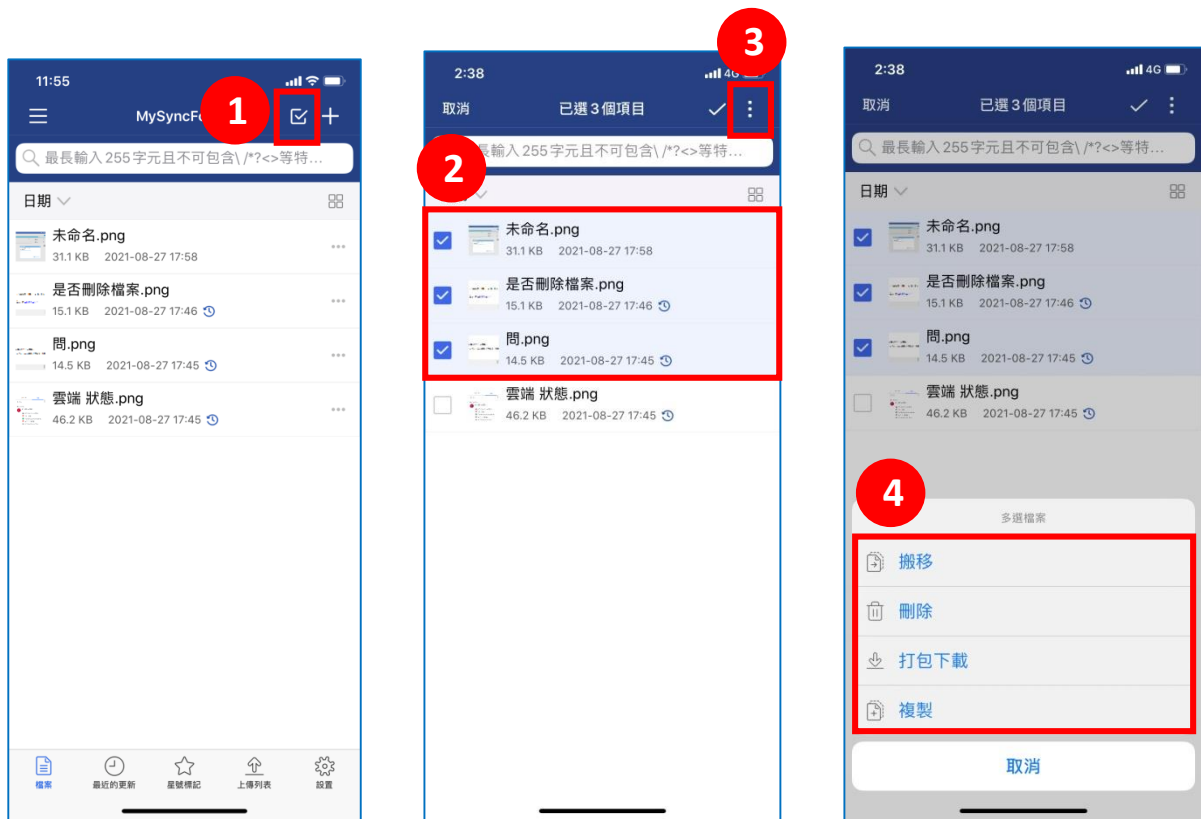 11:55
MySyncFo
1
最長輸入 255 字元且不可包含\ /*?<>等特...
日期
未命名.png
31.1 KB 2021-08-27 17:58
是否刪除檔案.png
15.1 KB 2021-08-27 17:46
問.png
14.5 KB 2021-08-27 17:45
雲端 狀態.png
46.2 KB 2021-08-27 17:45
檔案
最近的更新
星號標記
上傳列表
設置
3
2:38
4G
取消
已選 3 個項目
2
長輸入 255 字元且不可包含\ /*?<>等特...
未命名.png
31.1 KB 2021-08-27 17:58
是否刪除檔案.png
15.1 KB 2021-08-27 17:46
問.png
14.5 KB 2021-08-27 17:45
雲端 狀態.png
46.2 KB 2021-08-27 17:45
2:38
4G
取消
已選 3 個項目
最長輸入 255 字元且不可包含\ /*?<>等特...
日期
未命名.png
31.1 KB 2021-08-27 17:58
是否刪除檔案.png
15.1 KB 2021-08-27 17:46
問.png
14.5 KB 2021-08-27 17:45
雲端 狀態.png
46.2 KB 2021-08-27 17:45
4
多選檔案
搬移
刪除
打包下載
複製
取消